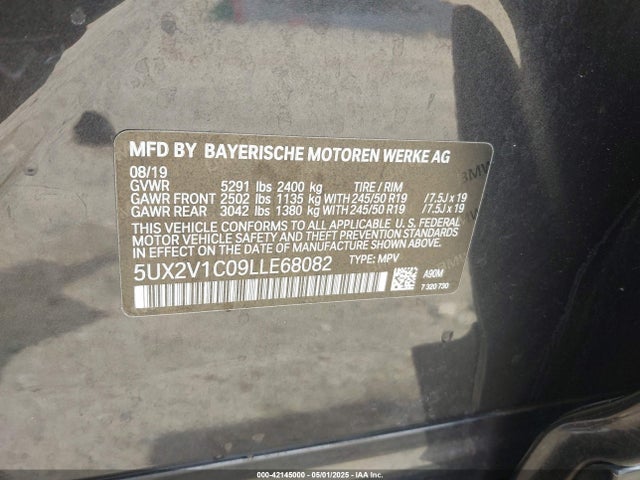 MFD BY BAYERISCHE MOTOREN WERKE AG
08/19
GVWR 5291 lbs 2400 kg TIRE / RIM
GAWR FRONT 2502 lbs 1135 kg WITH 245/50 R19 /7.5J x 19
GAWR REAR 3042 lbs 1380 kg WITH 245/50 R19 /7.5J x 19
THIS VEHICLE CONFORMS TO ALL APPLICABLE U. S. FEDERAL
MOTOR VEHICLE SAFETY, BUMPER, AND THEFT PREVENTION STANDARDS
IN EFFECT ON THE DATE OF MANUFACTURE SHOWN ABOVE.
5UX2V1C09LLE68082 TYPE: MPV
A90M
7 320 730
BMW
000-42145000 - 05/01/2025 - IAAI, Inc.